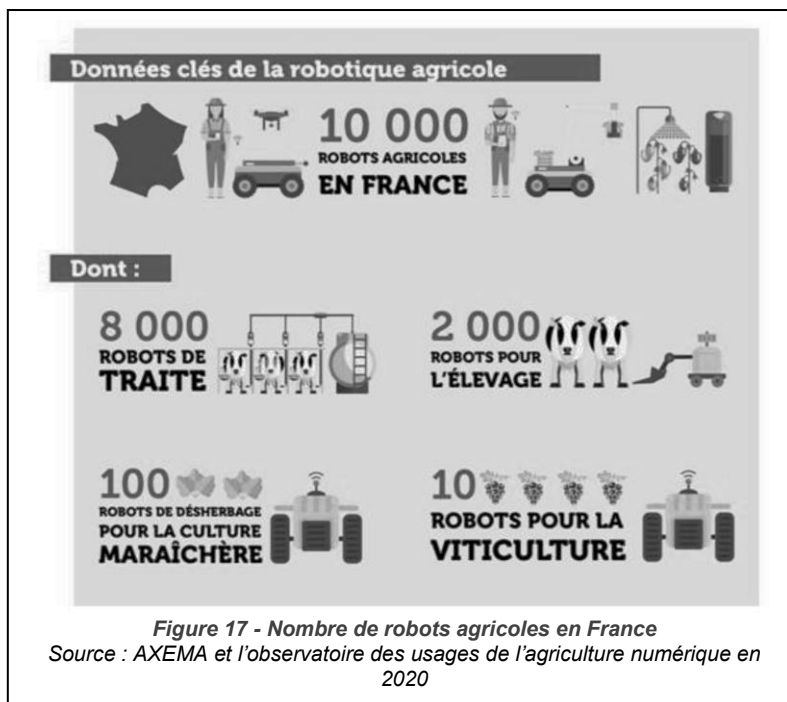 Données clés de la robotique agricole
10 000
ROBOTS AGRICOLES
EN FRANCE
Dont :
8 000
ROBOTS DE
TRAITE
2 000
ROBOTS POUR
L'ÉLEVAGE
100
ROBOTS DE DÉSHERBAGE
POUR LA CULTURE
MARAÎCHÈRE
10
ROBOTS POUR LA
VITICULTURE
Figure 17 - Nombre de robots agricoles en France
Source : AXEMA et l'observatoire des usages de l'agriculture numérique en
2020